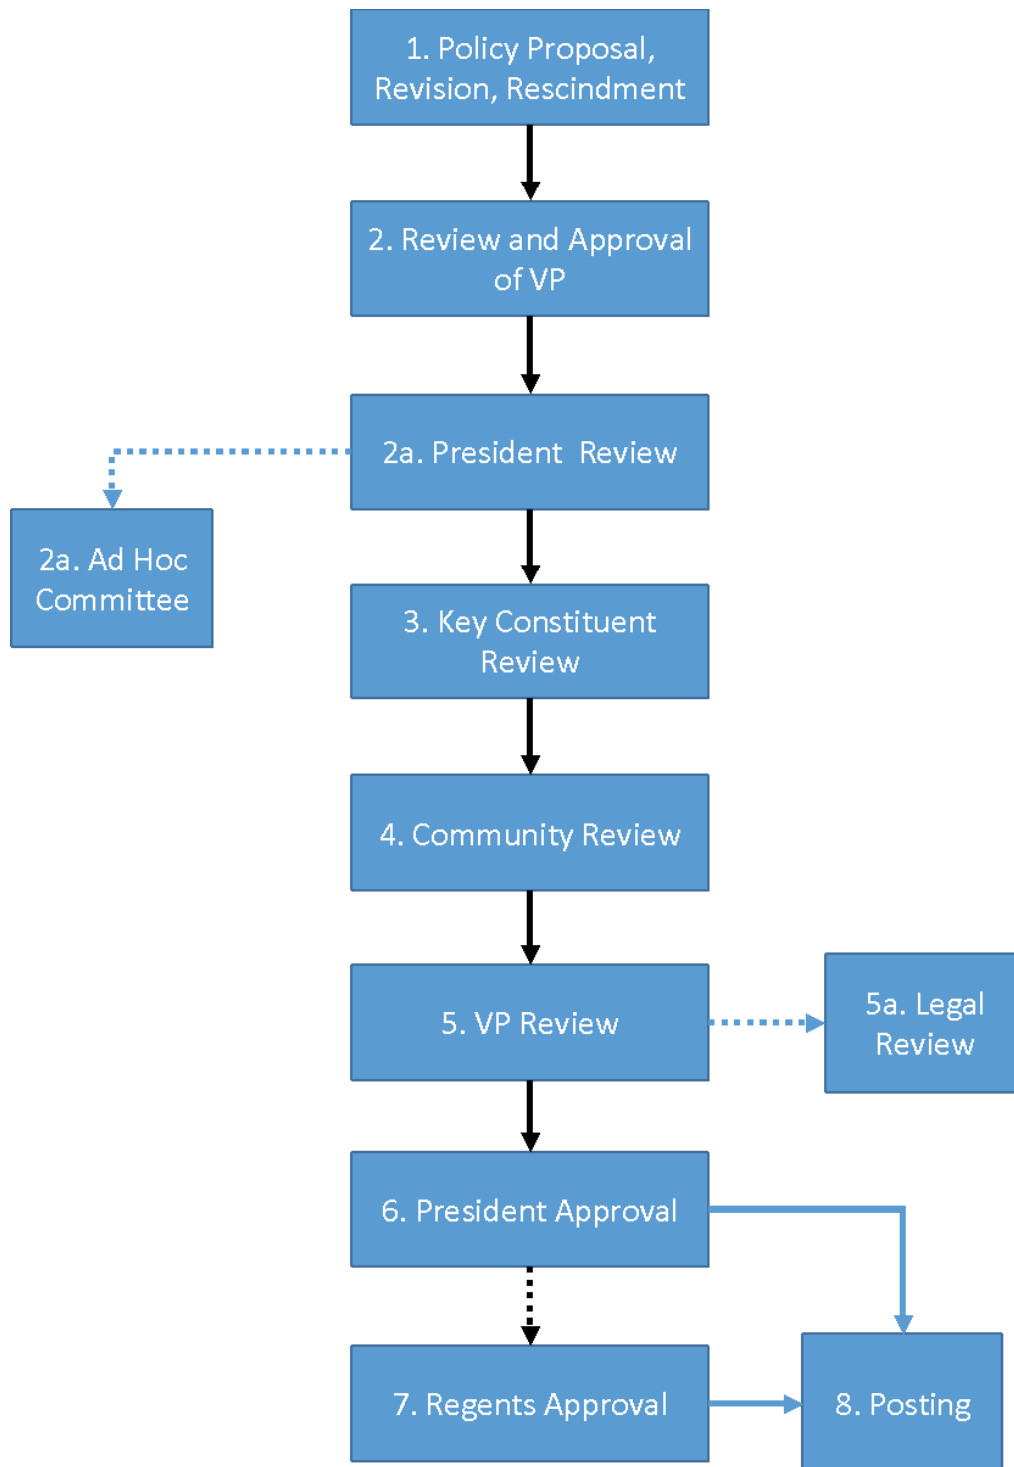 1. Policy Proposal,
Revision, Rescindment
2. Review and Approval
of VP
2a. President  Review
2a. Ad Hoc
Committee
3. Key Constituent
Review
4. Community Review
5. VP Review
5a. Legal
Review
6. President Approval
7. Regents Approval
8. Posting